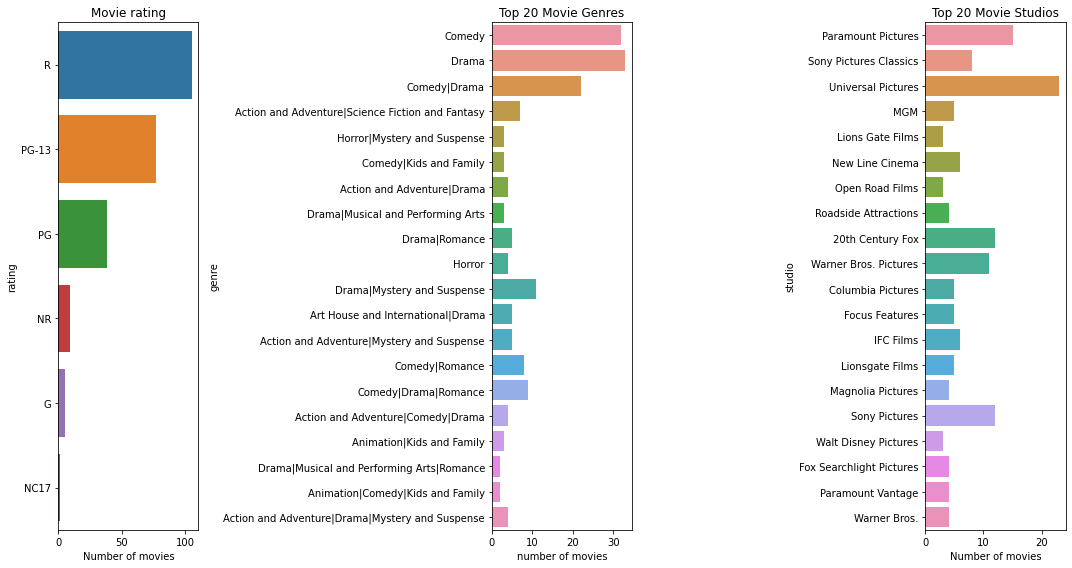 Movie rating
R
PG-13
PG
NR
G
NC17
rating
0
50
100
Number of movies
Top 20 Movie Genres
Comedy
Drama
Comedy|Drama
Action and Adventure|Science Fiction and Fantasy
Horror|Mystery and Suspense
Comedy|Kids and Family
Action and Adventure|Drama
Drama|Musical and Performing Arts
Drama|Romance
Horror
Drama|Mystery and Suspense
Art House and International|Drama
Action and Adventure|Mystery and Suspense
Comedy|Romance
Comedy|Drama|Romance
Action and Adventure|Comedy|Drama
Animation|Kids and Family
Drama|Musical and Performing Arts|Romance
Animation|Comedy|Kids and Family
Action and Adventure|Drama|Mystery and Suspense
genre
0
10
20
30
number of movies
Top 20 Movie Studios
Paramount Pictures
Sony Pictures Classics
Universal Pictures
MGM
Lions Gate Films
New Line Cinema
Open Road Films
Roadside Attractions
20th Century Fox
Warner Bros. Pictures
Columbia Pictures
Focus Features
IFC Films
Lionsgate Films
Magnolia Pictures
Sony Pictures
Walt Disney Pictures
Fox Searchlight Pictures
Paramount Vantage
Warner Bros.
studio
0
10
20
Number of movies